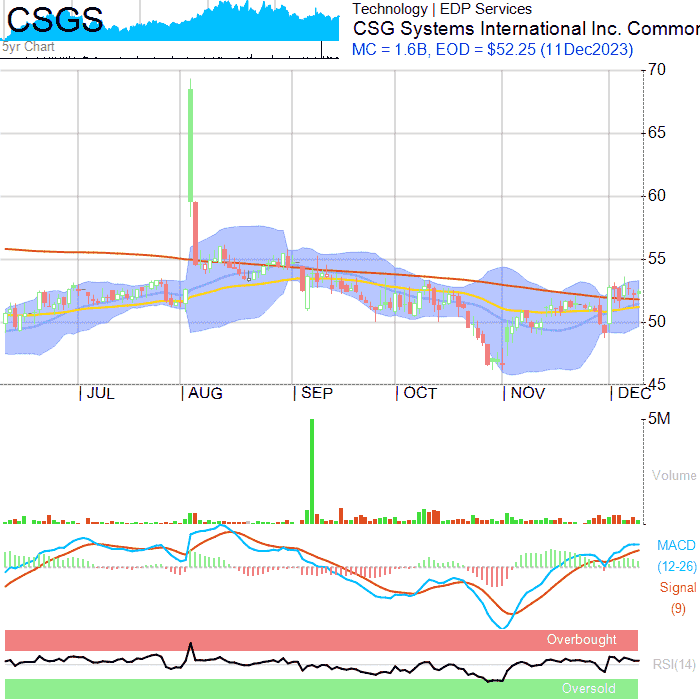 CSGS
5yr Chart
Technology | EDP Services
CSG Systems International Inc. Common
MC = 1.6B, EOD = $52.25 (11Dec2023)
70
65
60
55
50
45
JUL AUG SEP OCT NOV DEC
5M
Volume
MACD
(12-26)
Signal
(9)
Overbought
RSI(14)
Oversold